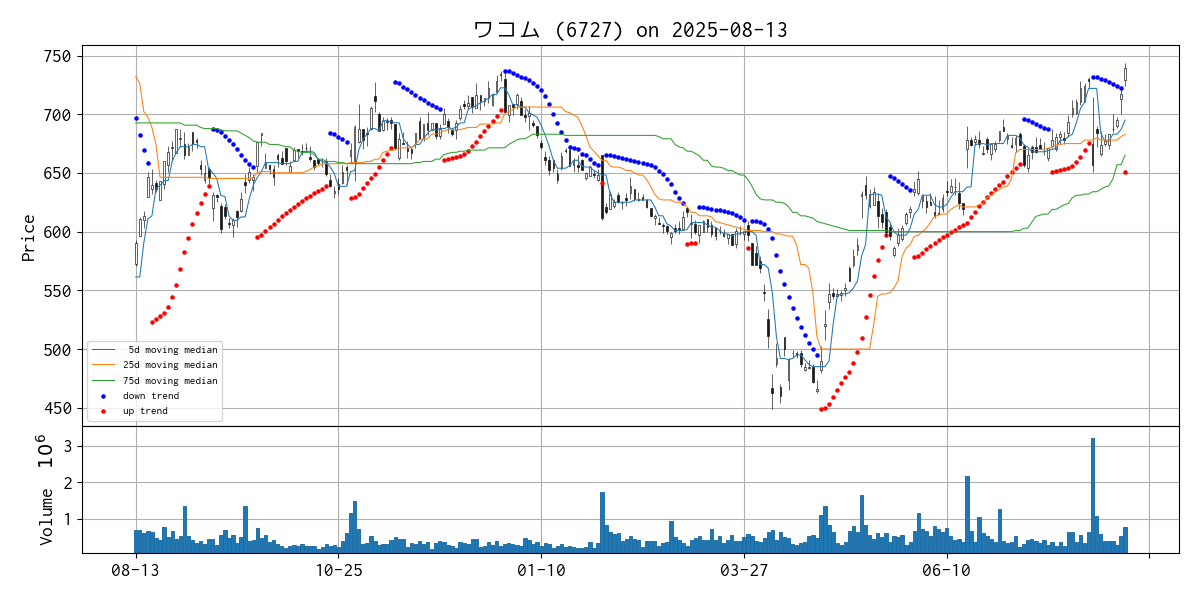 ワコム (6727) on 2025-08-13
750
700
650
600
550
500
450
Price
5d moving median
25d moving median
75d moving median
down trend
up trend
3
2
1
Volume 10^6
08-13
10-25
01-10
03-27
06-10